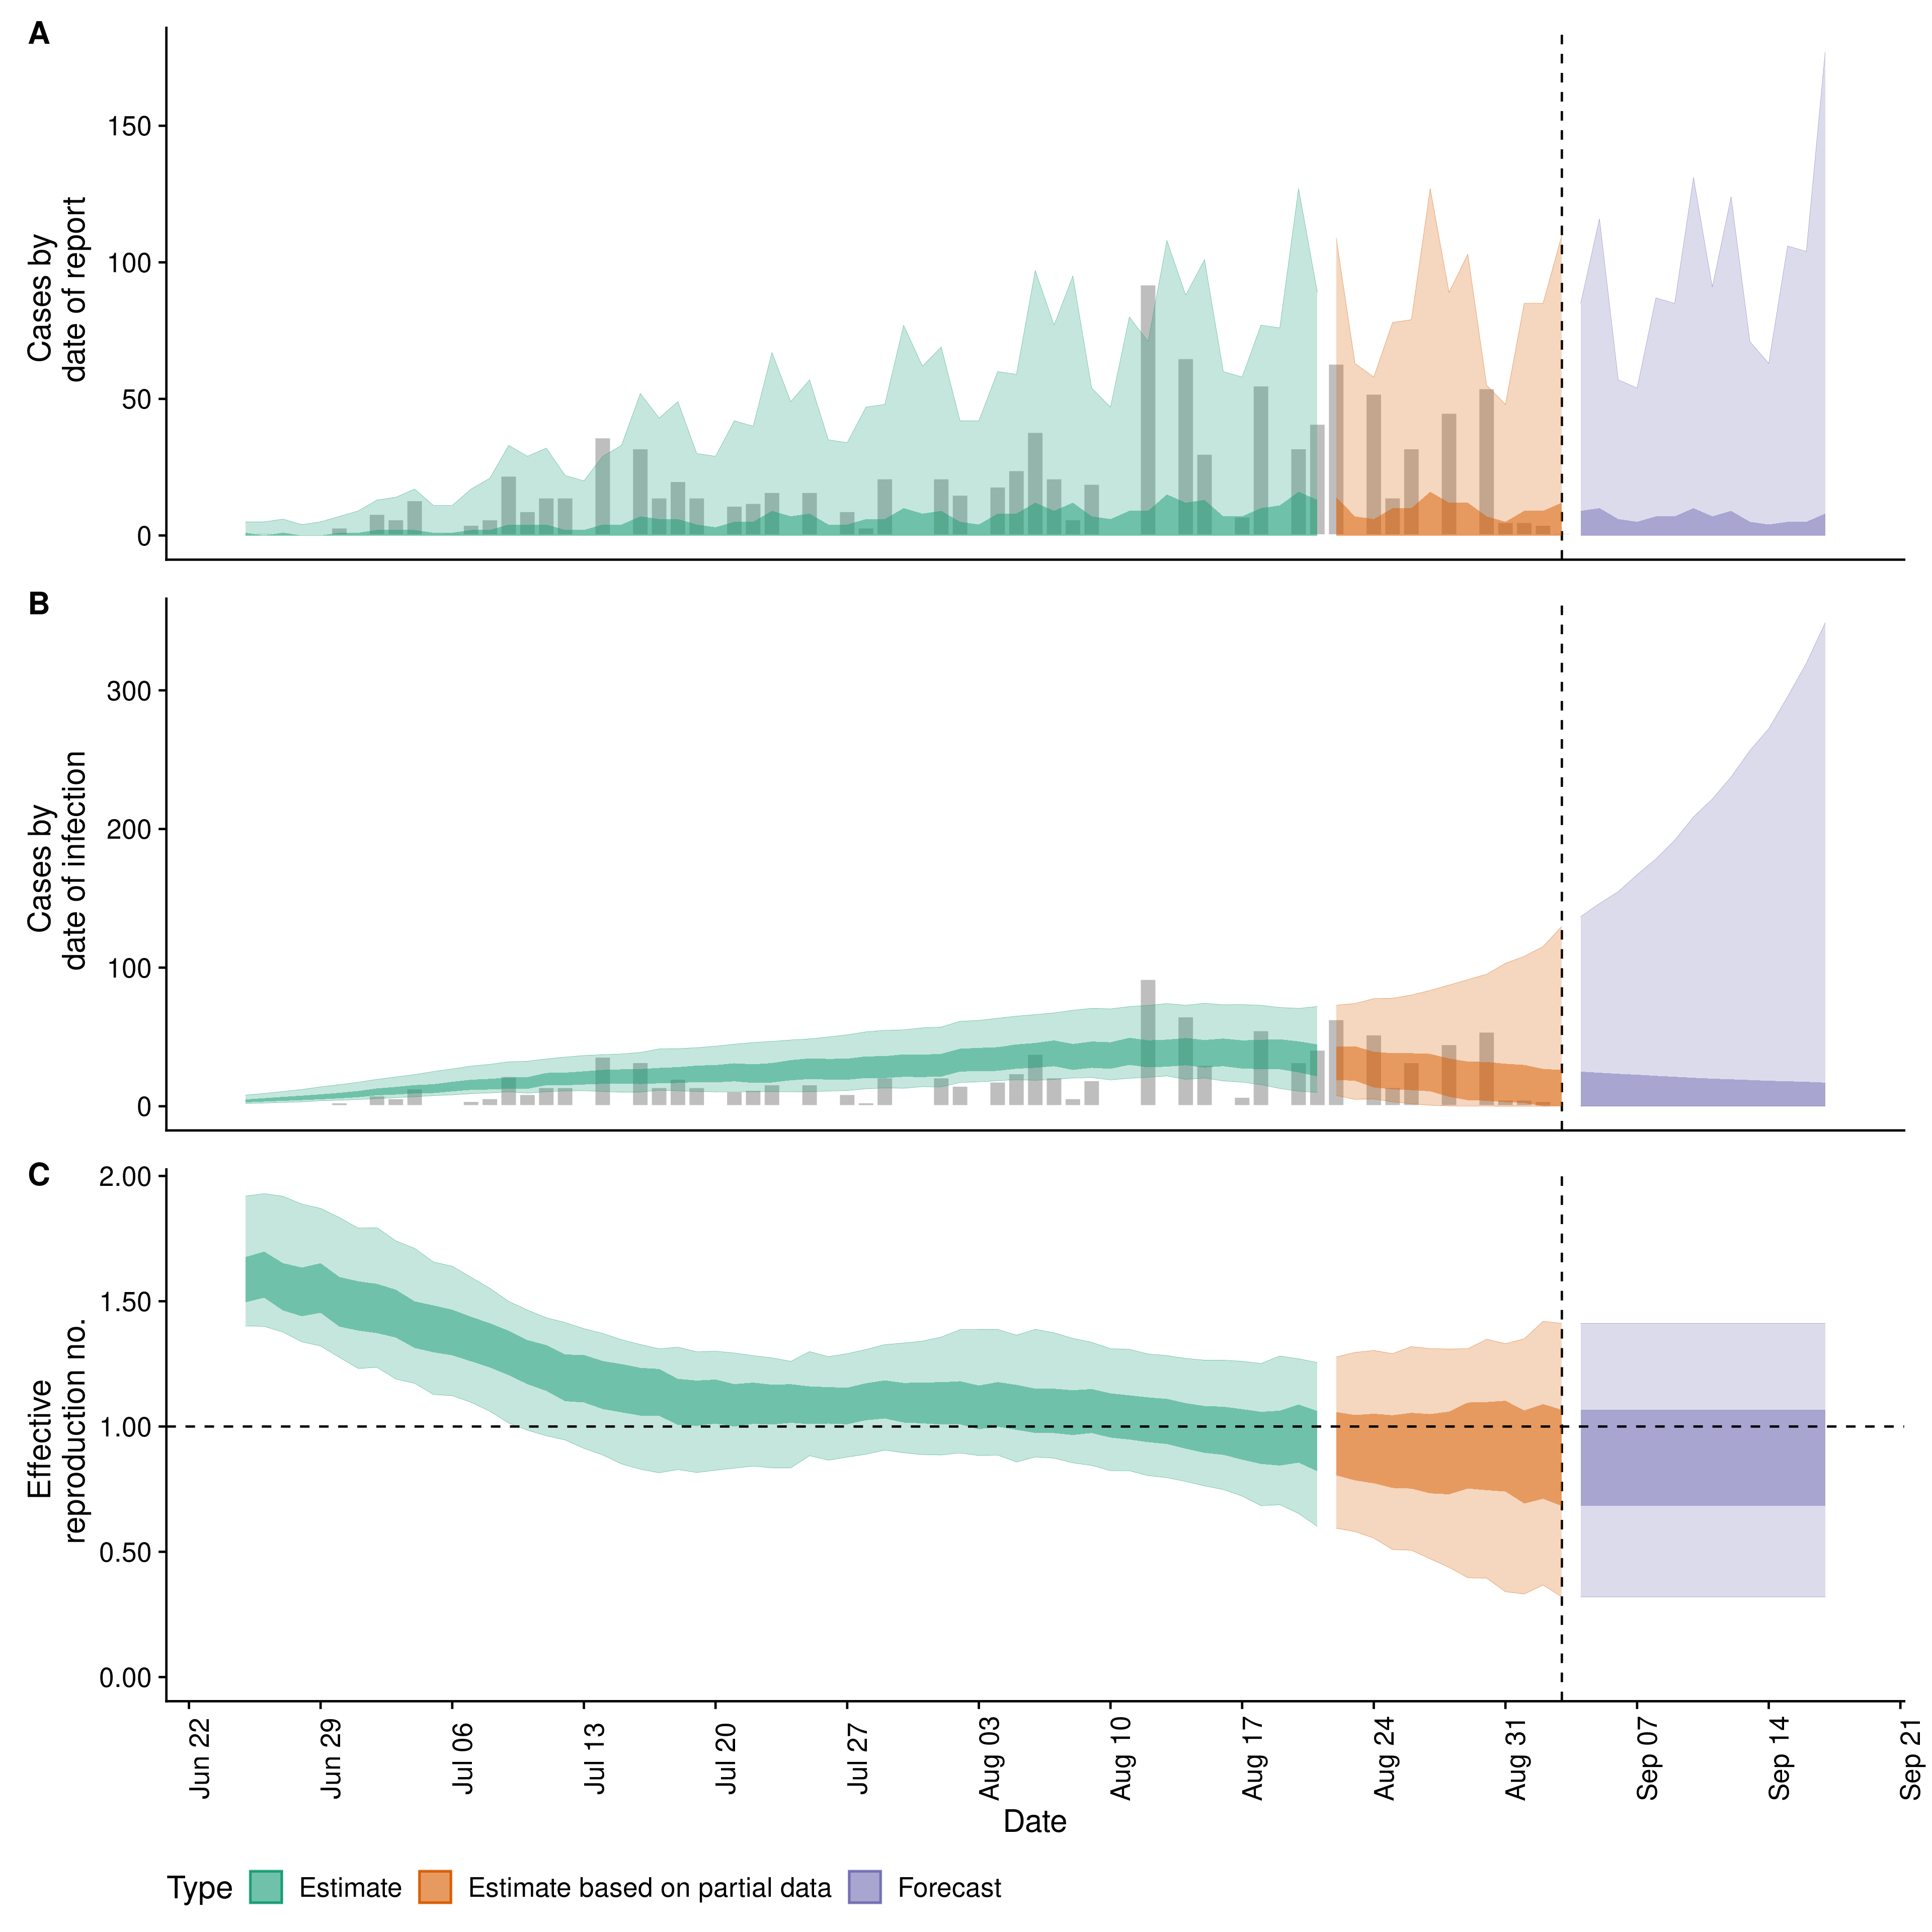 A
Cases by
date of report
150
100
50
0
B
Cases by
date of infection
300
200
100
0
C
Effective
reproduction no.
2.00
1.50
1.00
0.50
0.00
Jun 22
Jun 29
Jul 06
Jul 13
Jul 20
Jul 27
Aug 03
Aug 10
Aug 17
Aug 24
Aug 31
Sep 07
Sep 14
Sep 21
Date
Type Estimate Estimate based on partial data Forecast